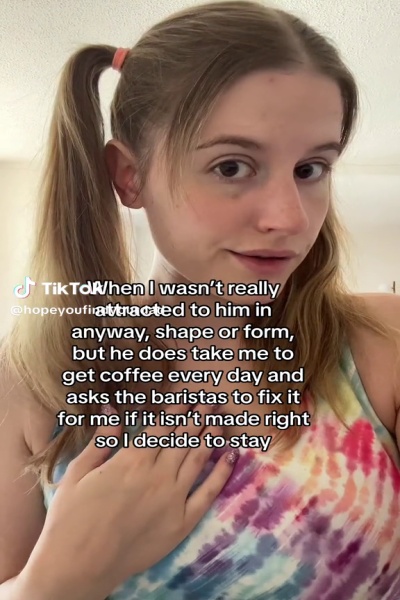 TikTok
When I wasn't really
attracted to him in
anyway, shape or form,
but he does take me to
get coffee every day and
asks the baristas to fix it
for me if it isn't made right
so I decide to stay